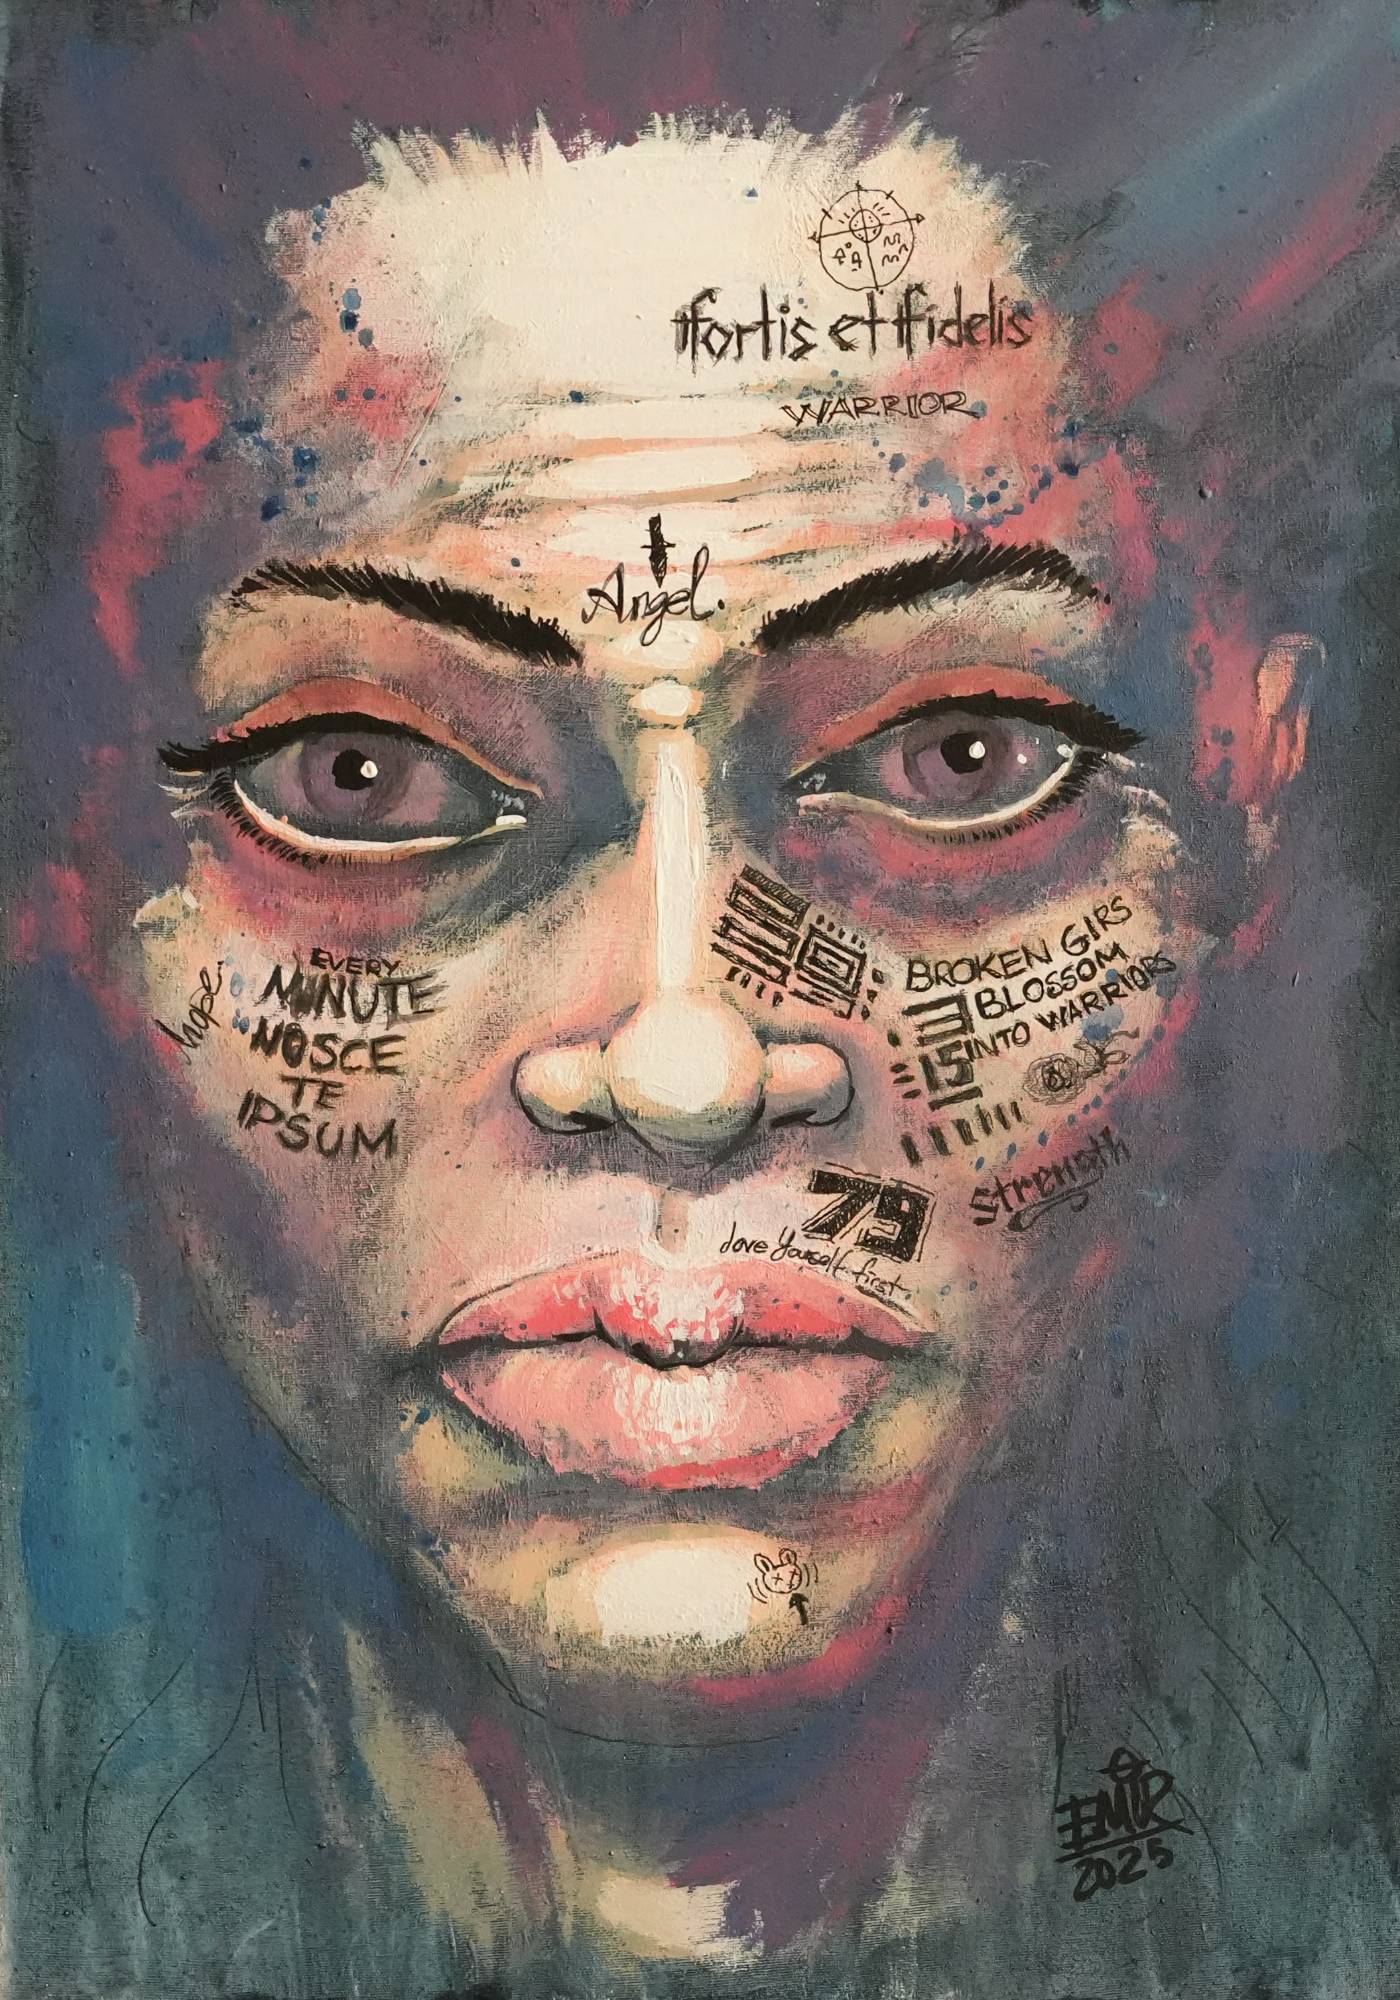 fortis et fidelis
WARRIOR
Angel.
hope.
EVERY
MINUTE
NOSCE
TE
IPSUM
BROKEN GIRS
BLOSSOM
INTO WARRIORS
15
strength
79
love yourself first.
EMIR
2025